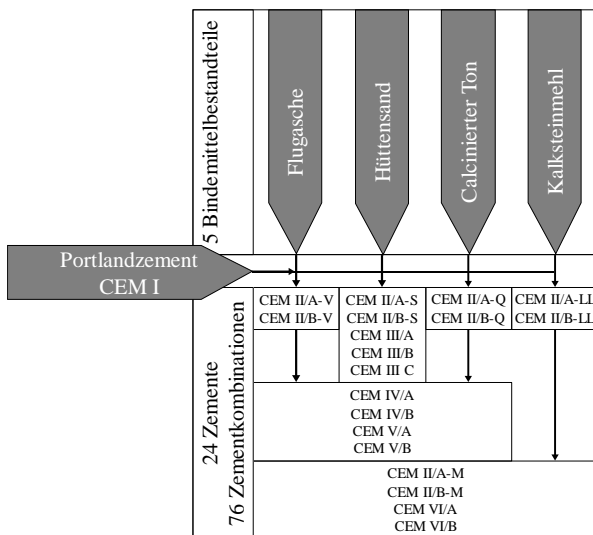 5 Bindemittelbestandteile
Flugasche
Hüttensand
Calcinierter Ton
Kalksteinmehl
Portlandzement
CEM I
24 Zemente
76 Zementkombinationen
CEM II/A-V
CEM II/B-V
CEM II/A-S
CEM II/B-S
CEM III/A
CEM III/B
CEM III C
CEM II/A-Q
CEM II/B-Q
CEM II/A-LL
CEM II/B-LL
CEM IV/A
CEM IV/B
CEM V/A
CEM V/B
CEM II/A-M
CEM II/B-M
CEM VI/A
CEM VI/B